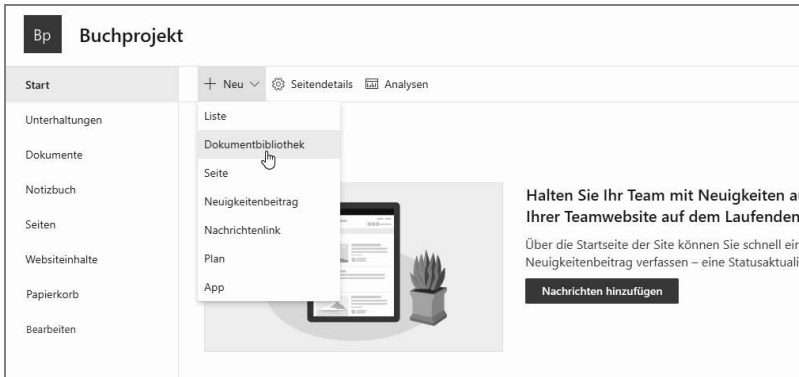 Bp Buchprojekt
Start
Unterhaltungen
Dokumente
Notizbuch
Seiten
Websiteinhalte
Papierkorb
Bearbeiten
Neu Seitendetails Analysen
Liste
Dokumentbibliothek
Seite
Neuigkeitenbeitrag
Nachrichtenlink
Plan
App
Halten Sie Ihr Team mit Neuigkeiten
Ihrer Teamwebsite auf dem Laufenden
Über die Startseite der Site können Sie schnell
Neuigkeitenbeitrag verfassen – eine
Nachrichten hinzufügen